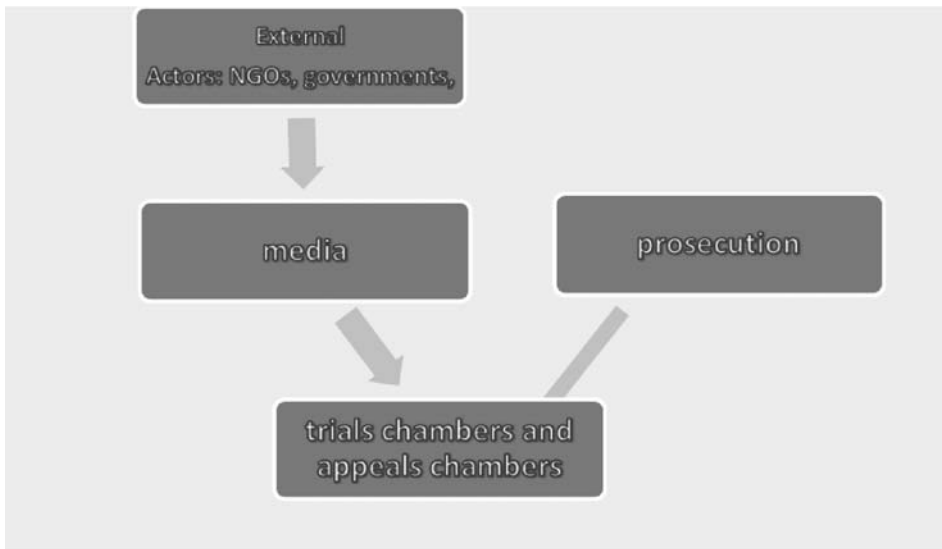 External
Actors: NGOs, governments,
media
prosecution
trials chambers and
appeals chambers